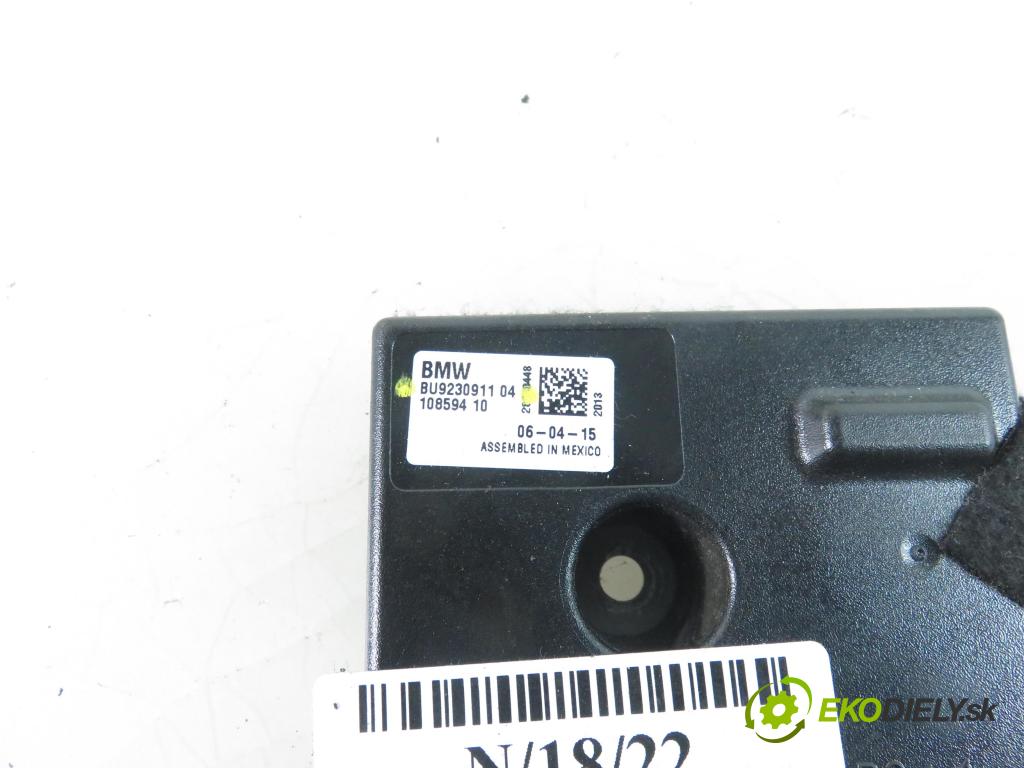 BMW
BU9230911 04
108594 10
2013
06-04-15
ASSEMBLED IN MEXICO
N/18/22
EKODIELY.sk